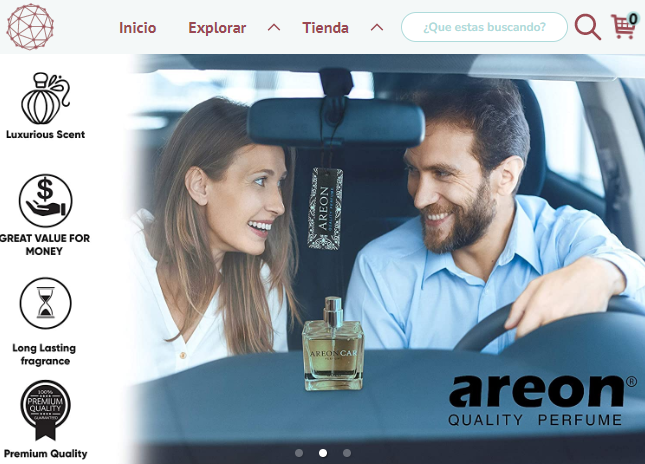 Inicio
Explorar
Tienda
¿Que estas buscando?
0
Luxurious Scent
$
GREAT VALUE FOR
MONEY
Long Lasting
fragrance
100%
PREMIUM
QUALITY
Premium Quality
AREON
AREON CAR
areon®
QUALITY PERFUME